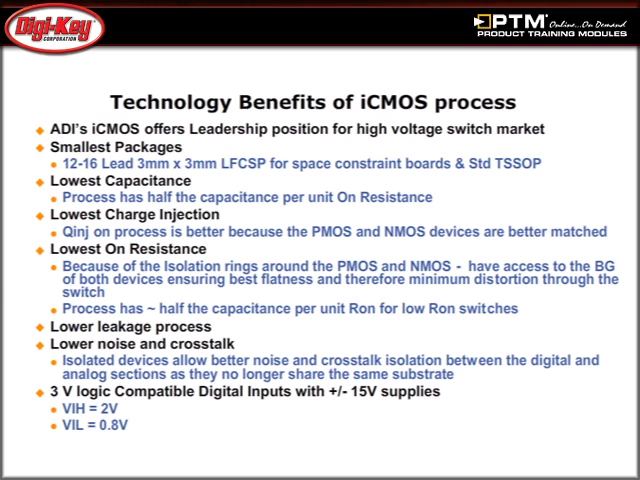 Digi-Key
CORPORATION
PTM
Online...On Demand
PRODUCT TRAINING MODULES
Technology Benefits of iCMOS process
ADI's iCMOS offers Leadership position for high voltage switch market
Smallest Packages
12-16 Lead 3mm x 3mm LFCSP for space constraint boards & Std TSSOP
Lowest Capacitance
Process has half the capacitance per unit On Resistance
Lowest Charge Injection
Qinj on process is better because the PMOS and NMOS devices are better matched
Lowest On Resistance
Because of the Isolation rings around the PMOS and NMOS - have access to the BG
of both devices ensuring best flatness and therefore minimum distortion through the
switch
Process has ~ half the capacitance per unit Ron for low Ron switches
Lower leakage process
Lower noise and crosstalk
Isolated devices allow better noise and crosstalk isolation between the digital and
analog sections as they no longer share the same substrate
3 V logic Compatible Digital Inputs with +/- 15V supplies
VIH = 2V
VIL = 0.8V